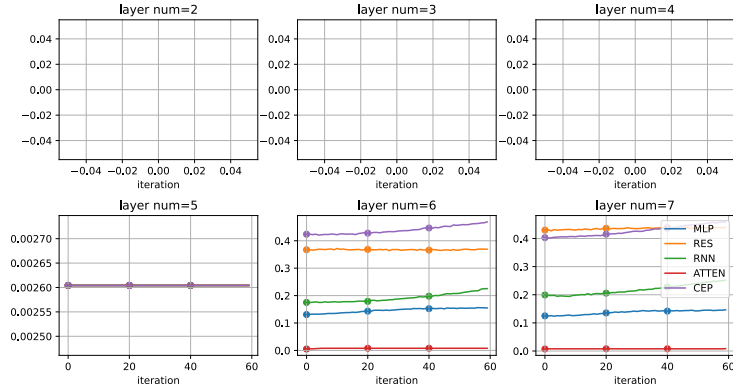 layer num=2
layer num=3
layer num=4
0.04
0.02
0.00
−0.02
−0.04
−0.04 −0.02 0.00 0.02 0.04
iteration
0.04
0.02
0.00
−0.02
−0.04
−0.04 −0.02 0.00 0.02 0.04
iteration
0.04
0.02
0.00
−0.02
−0.04
−0.04 −0.02 0.00 0.02 0.04
iteration
layer num=5
0.00270
0.00265
0.00260
0.00255
0.00250
0 20 40 60
iteration
layer num=6
0.4
0.3
0.2
0.1
0.0
0 20 40 60
iteration
layer num=7
0.4
0.3
0.2
0.1
0.0
0 20 40 60
iteration
MLP
RES
RNN
ATTEN
CEP